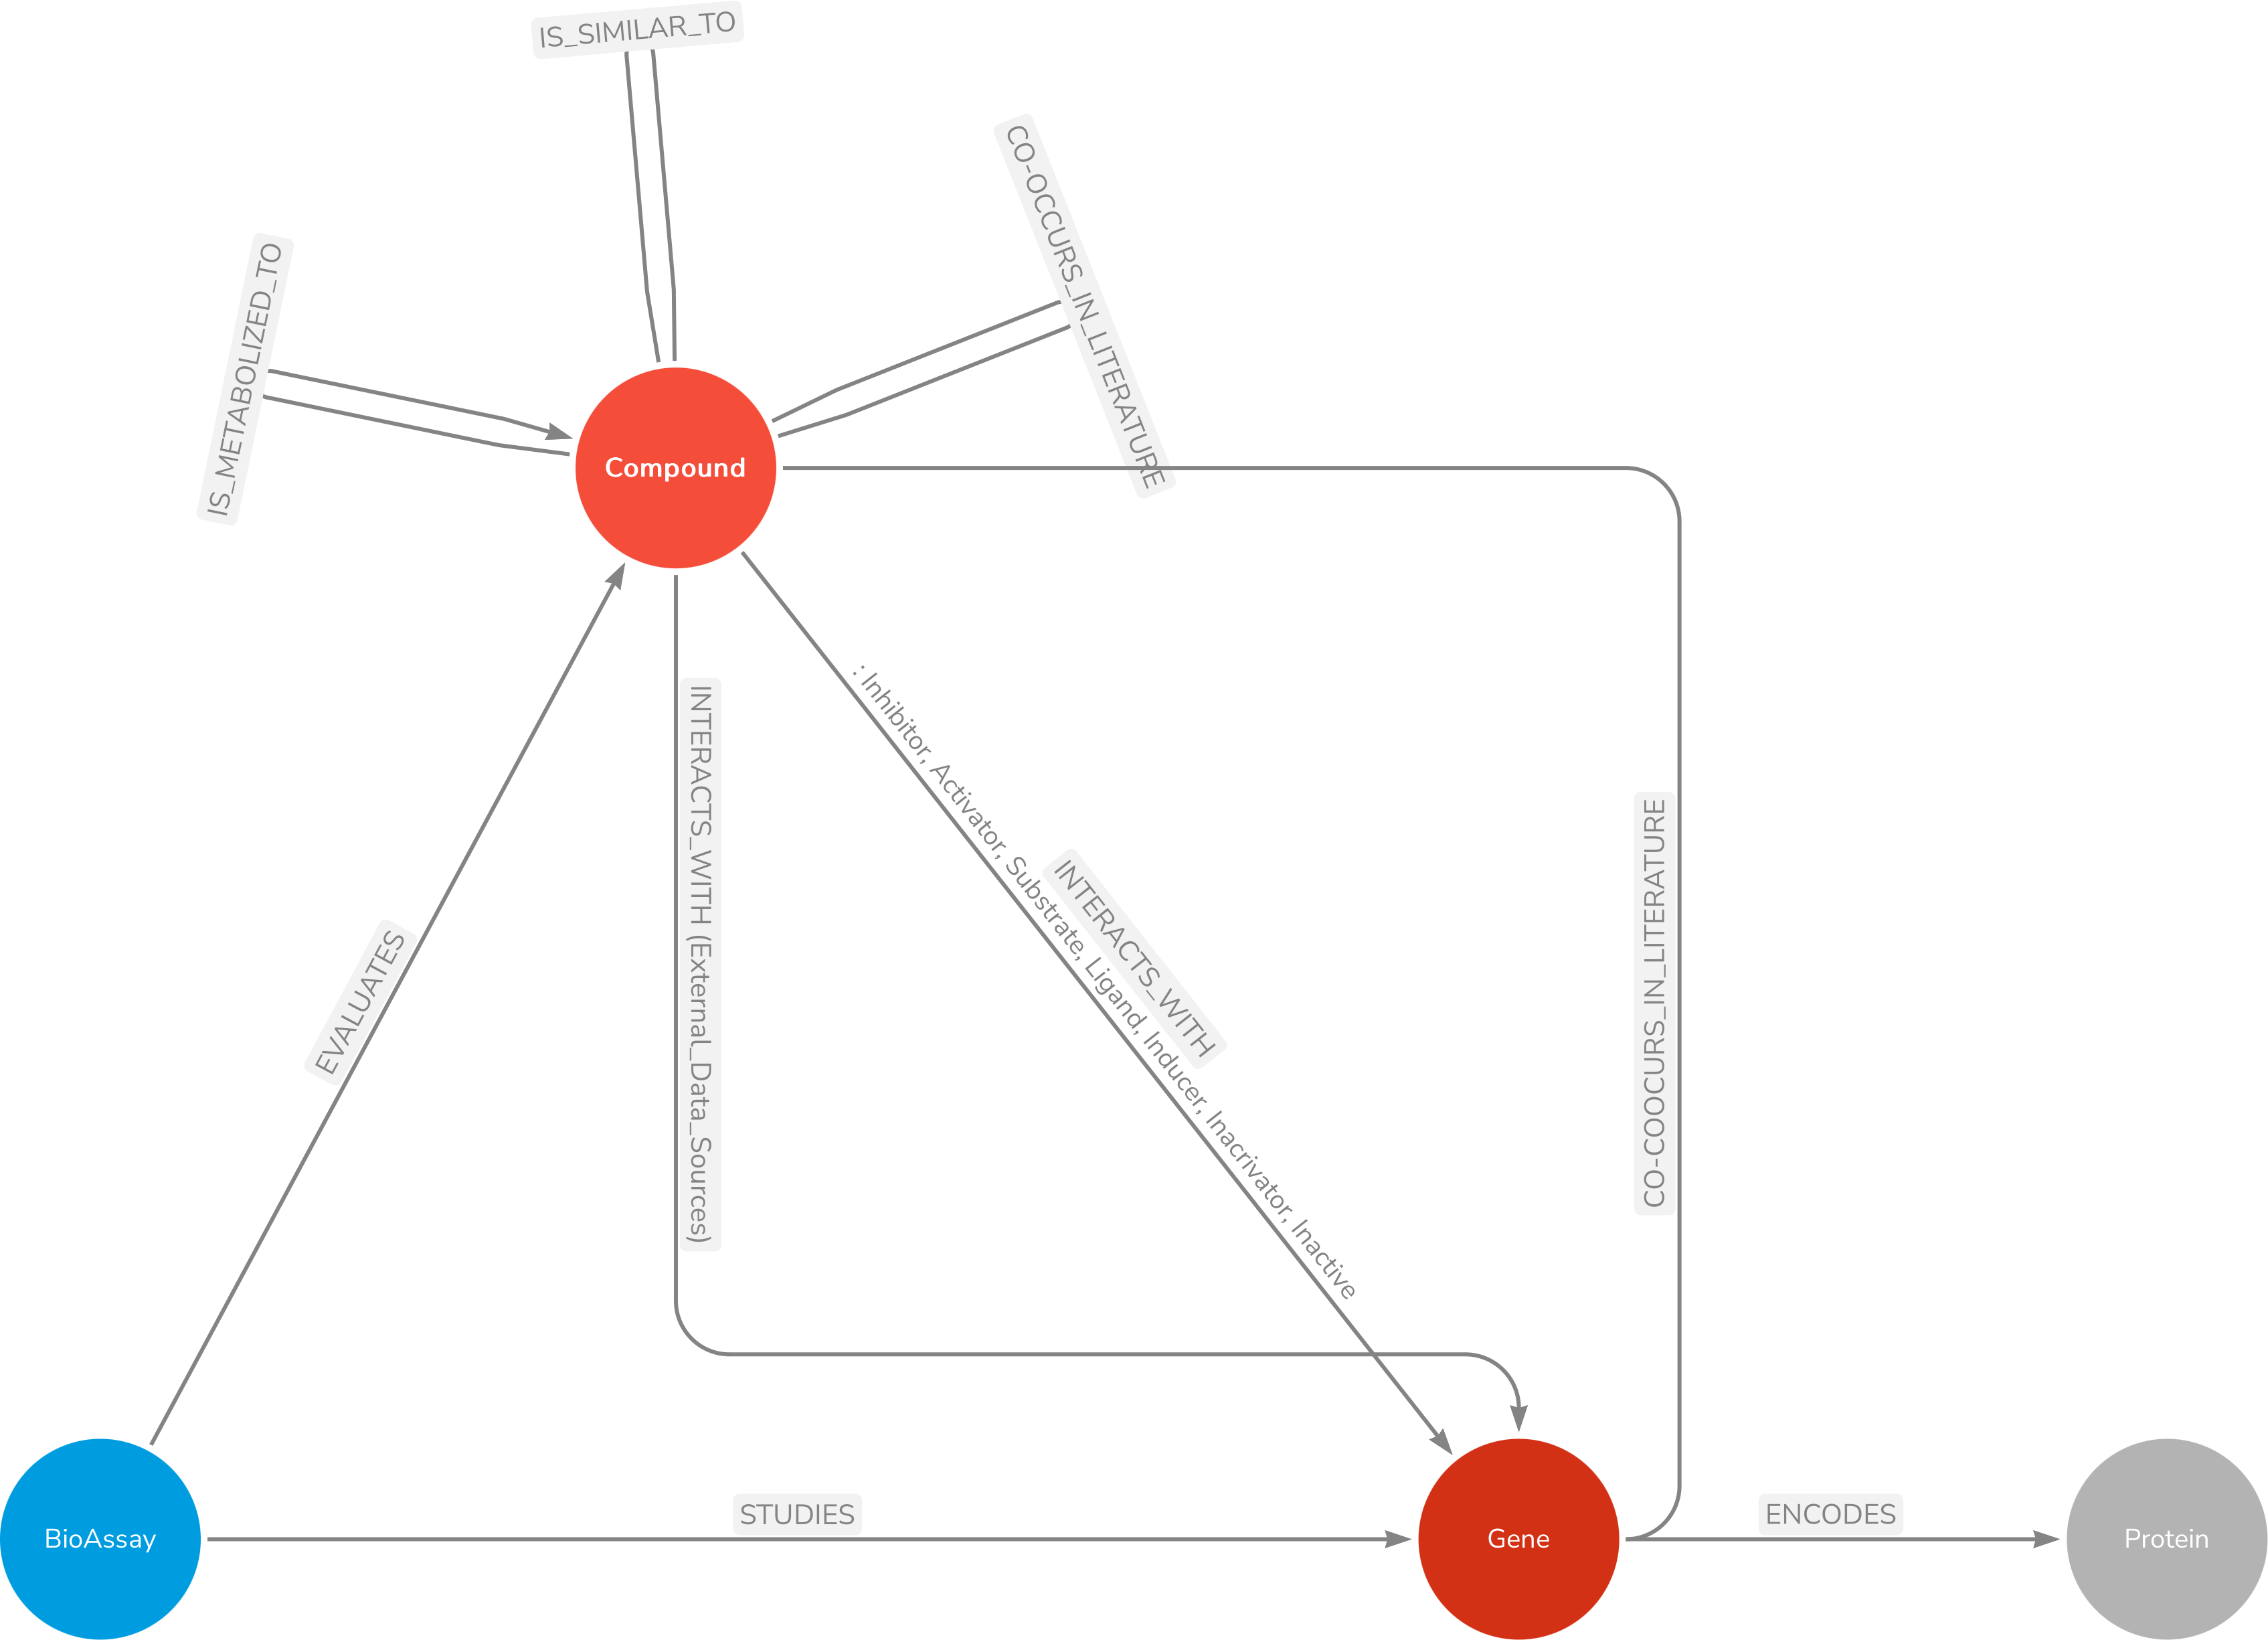 IS_SIMILAR_TO
CO-OCCURS_IN_LITERATURE
IS_METABOLIZED_TO
Compound
: Inhibitor, Activator, Substrate, Ligand, Inducer, Inacrivator, Inactive
INTERACTS_WITH (External_Data_Sources)
INTERACTS_WITH
CO-COOCURS_IN_LITERATURE
EVALUATES
STUDIES
ENCODES
BioAssay
Gene
Protein